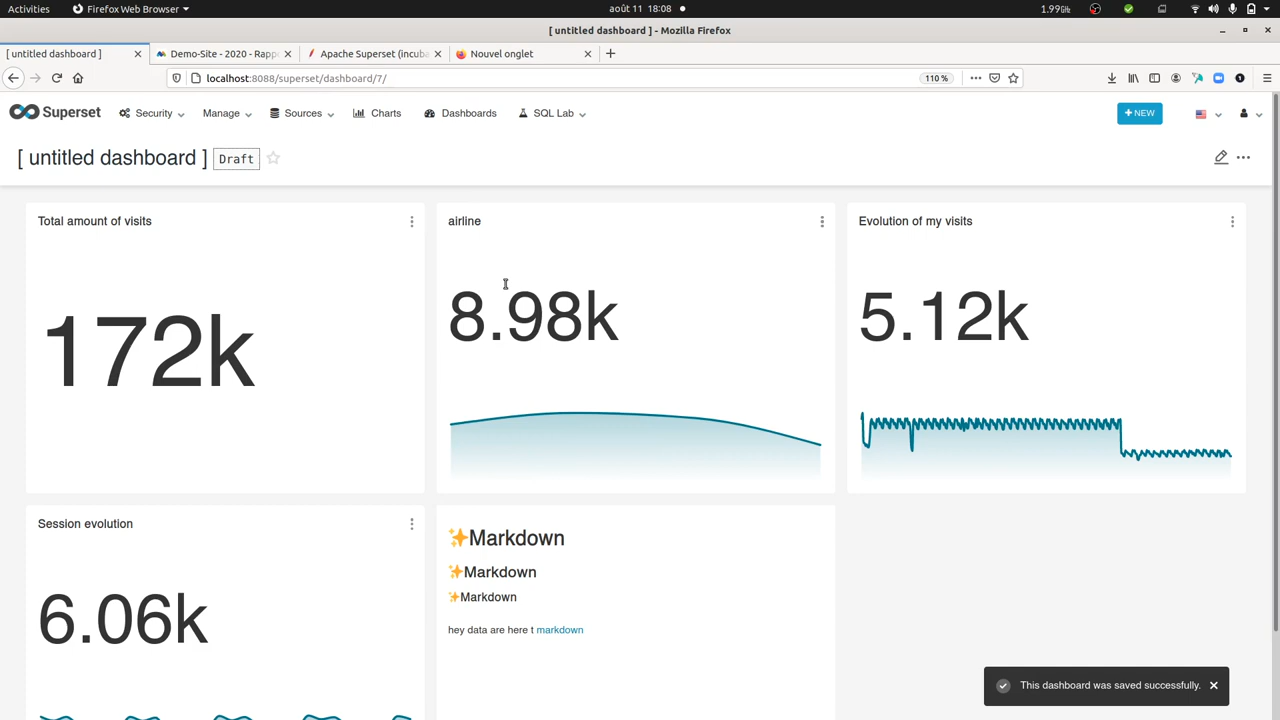 Activities
Firefox Web Browser
août 11 18:08
1.99GHz
[ untitled dashboard ] - Mozilla Firefox
[ untitled dashboard ]
Demo-Site - 2020 - Rappo
Apache Superset (incuba
Nouvel onglet
localhost:8088/superset/dashboard/7/
110 %
Superset
Security
Manage
Sources
Charts
Dashboards
SQL Lab
+ NEW
[ untitled dashboard ]
Draft
Total amount of visits
172k
airline
8.98k
Evolution of my visits
5.12k
Session evolution
6.06k
✨Markdown
✨Markdown
✨Markdown
hey data are here t markdown
This dashboard was saved successfully.